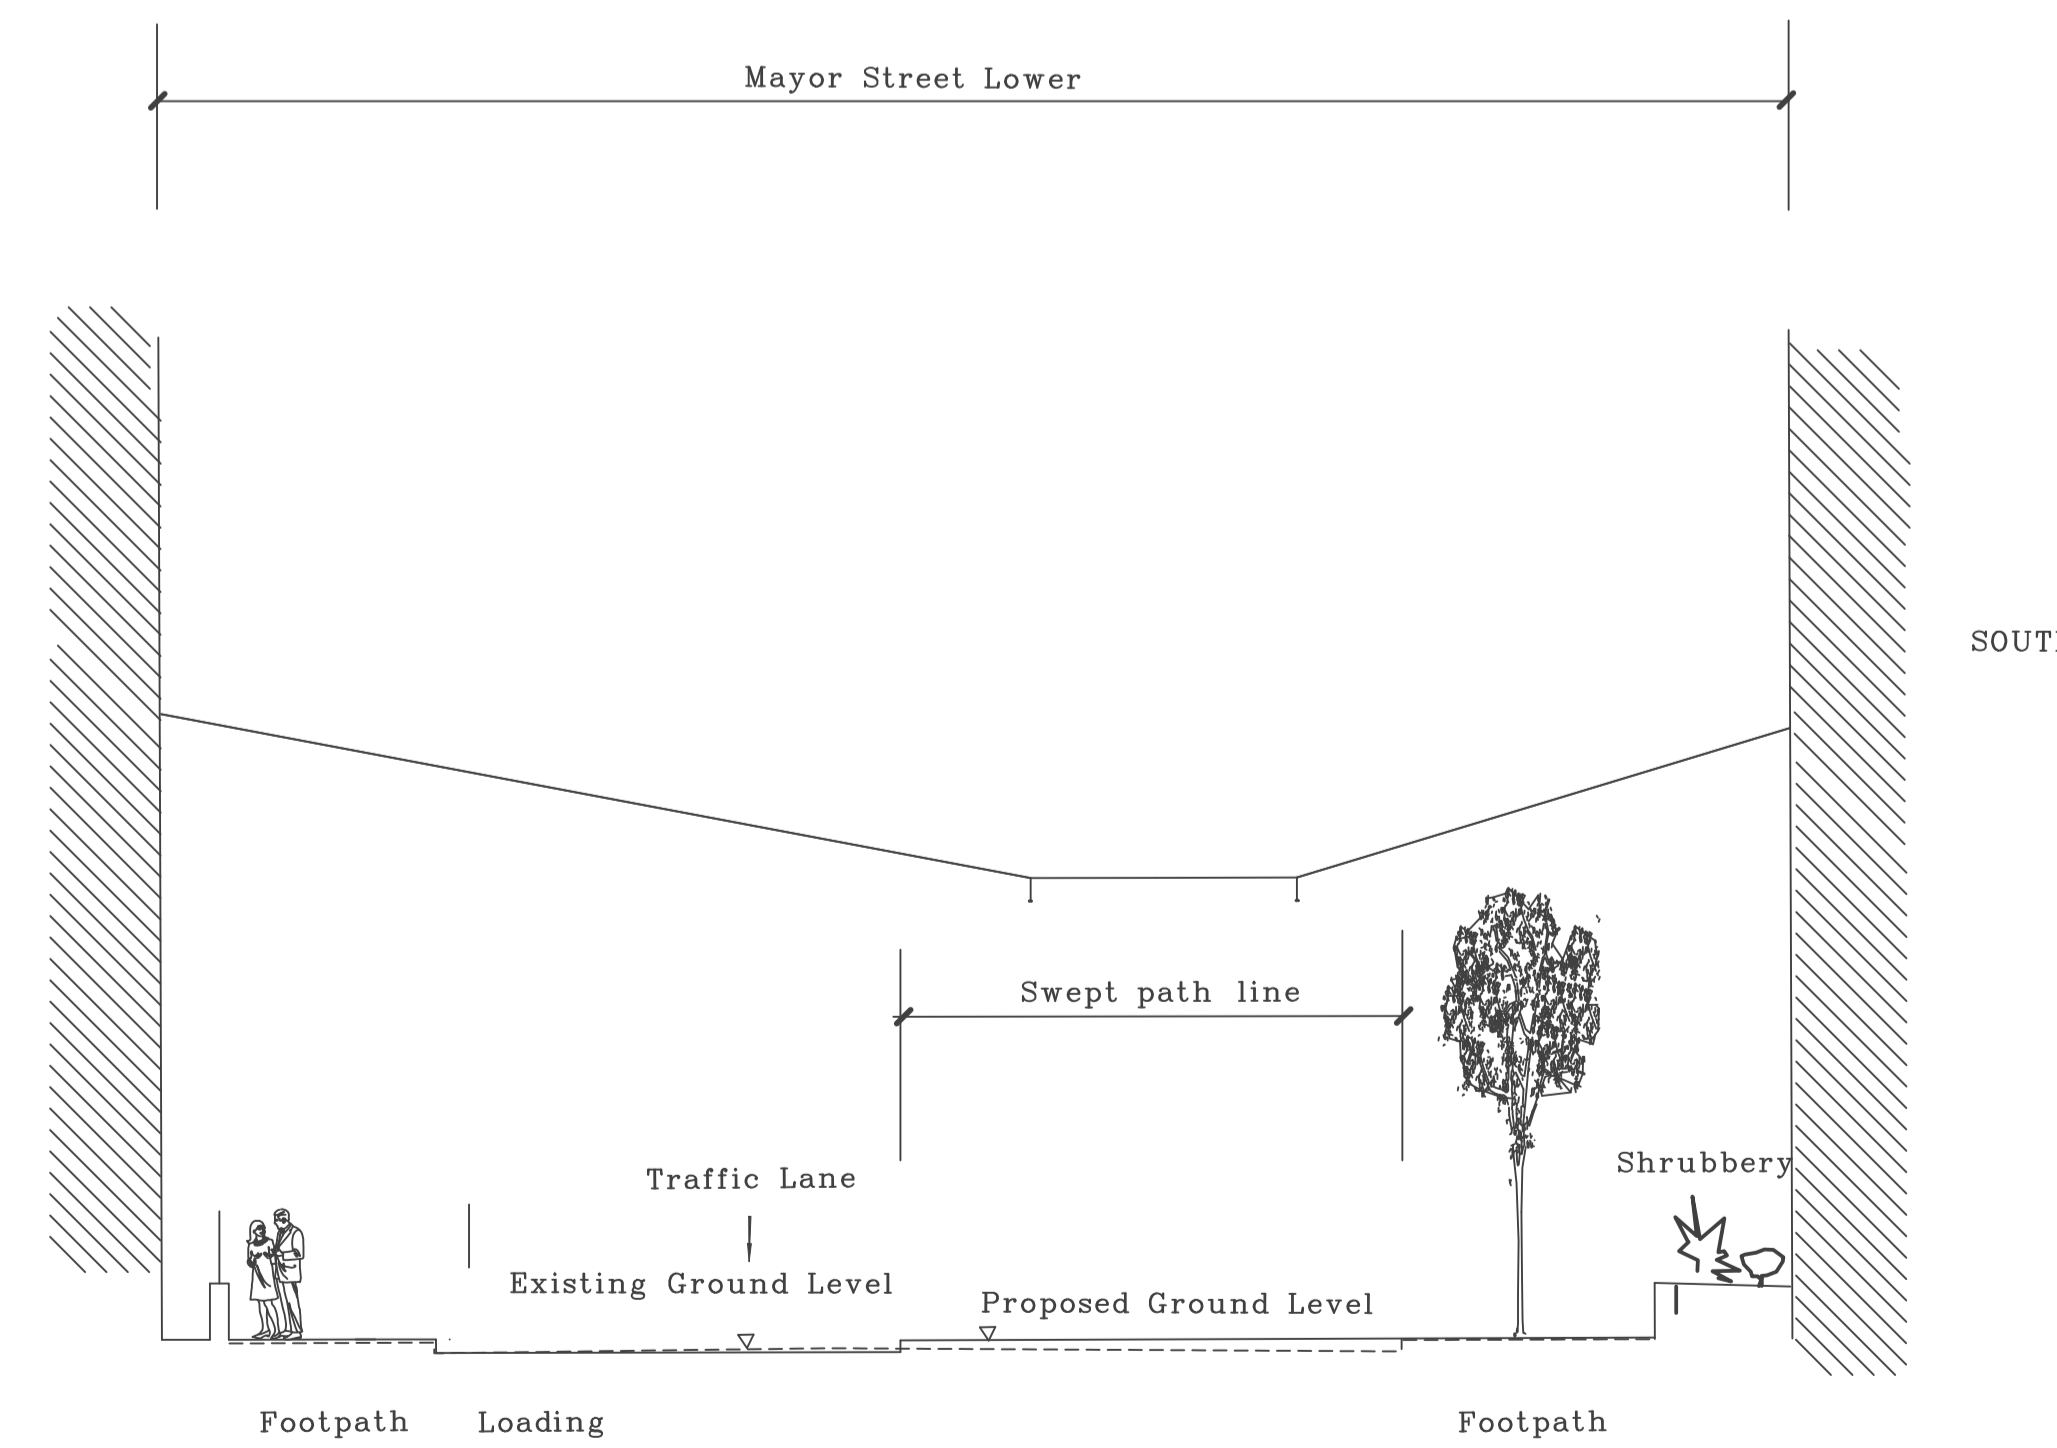 Mayor Street Lower
Swept path line
Shrubbery
Traffic Lane
Existing Ground Level
Proposed Ground Level
Footpath
Loading
Footpath